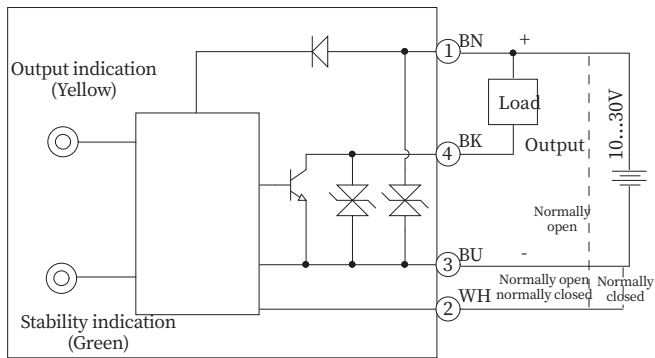 Output indication
(Yellow)
Stability indication
(Green)
1 BN
+
Load
4 BK
Output
10...30V
Normally
open
3 BU
-
Normally open
normally closed
Normally
closed
2 WH